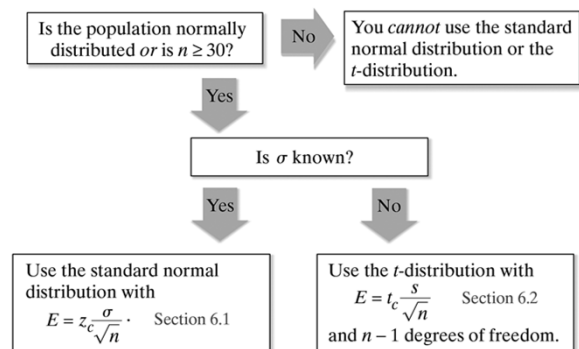 Is the population normally
distributed or is n ≥ 30?
No
You cannot use the standard
normal distribution or the
t-distribution.
Yes
Is σ known?
Yes
No
Use the standard normal
distribution with
E = z_c σ/√n . Section 6.1
Use the t-distribution with
E = t_c s/√n Section 6.2
and n – 1 degrees of freedom.